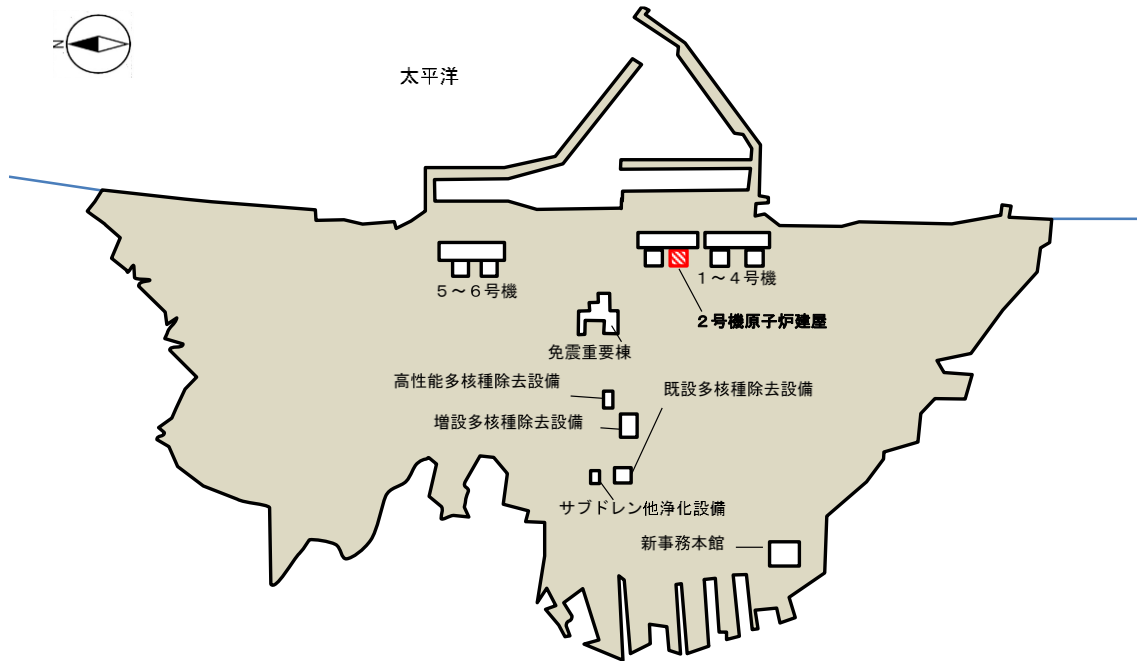 N
太平洋
5～6号機
1～4号機
2号機原子炉建屋
免震重要棟
高性能多核種除去設備
既設多核種除去設備
増設多核種除去設備
サブドレン他浄化設備
新事務本館